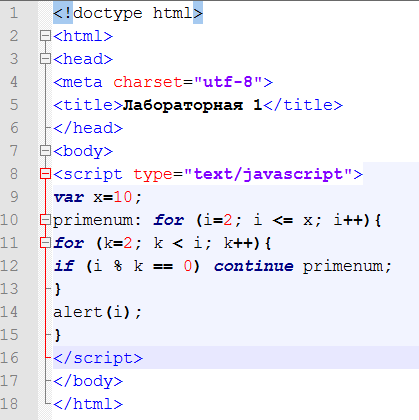 1 <!doctype html>
2 <html>
3 <head>
4 <meta charset="utf-8">
5 <title>Лабораторная 1</title>
6 </head>
7 <body>
8 <script type="text/javascript">
9 var x=10;
10 primenum: for (i=2; i <= x; i++){
11 for (k=2; k < i; k++){
12 if (i % k == 0) continue primenum;
13 }
14 alert(i);
15 }
16 </script>
17 </body>
18 </html>